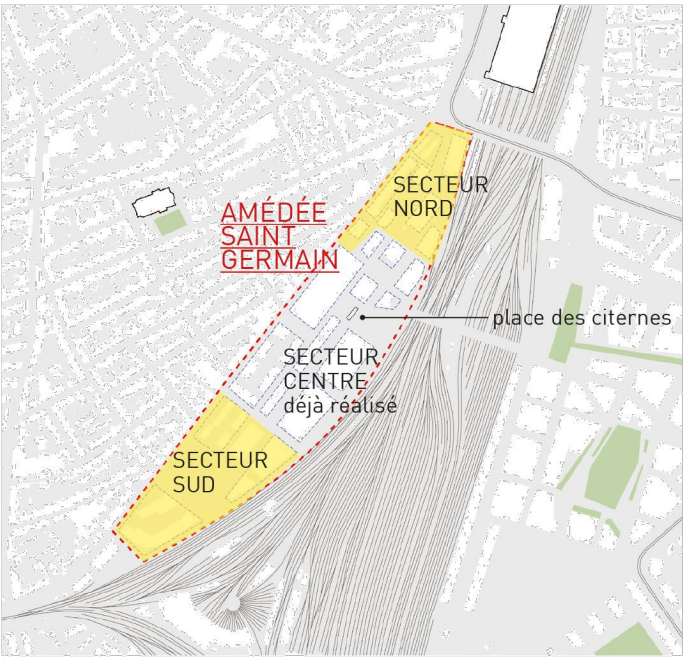 SECTEUR
NORD
AMÉDÉE
SAINT
GERMAIN
place des citernes
SECTEUR
CENTRE
déjà réalisé
SECTEUR
SUD